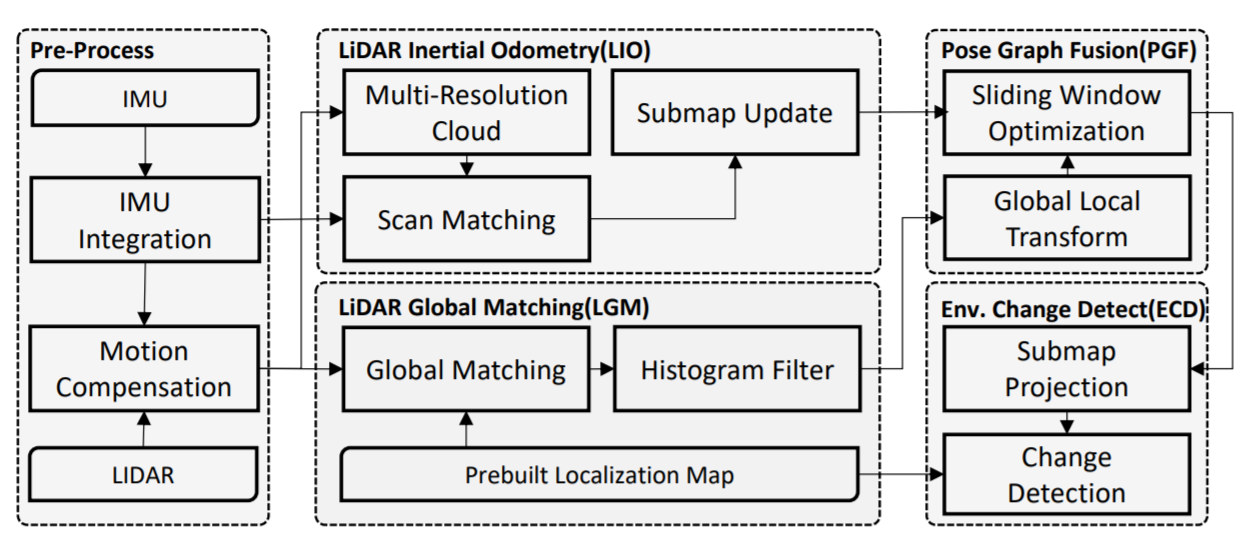 Pre-Process
IMU
IMU
Integration
Motion
Compensation
LIDAR
LiDAR Inertial Odometry(LIO)
Multi-Resolution
Cloud
Submap Update
Scan Matching
LiDAR Global Matching(LGM)
Global Matching
Histogram Filter
Prebuilt Localization Map
Pose Graph Fusion(PGF)
Sliding Window
Optimization
Global Local
Transform
Env. Change Detect(ECD)
Submap
Projection
Change
Detection